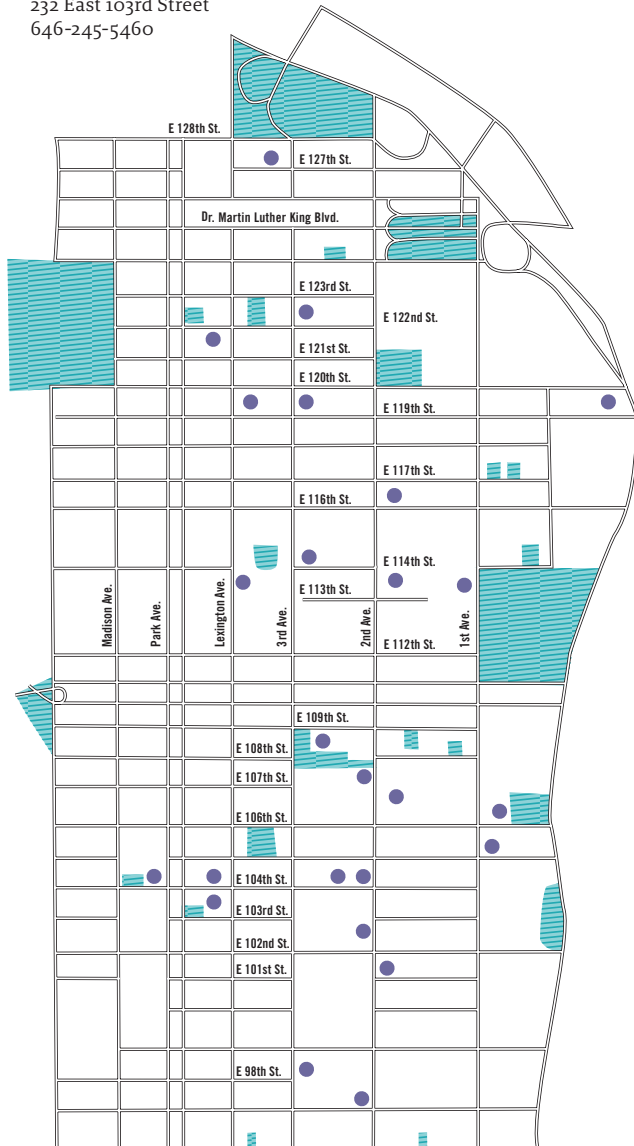 232 East 103rd Street
646-245-5460
E 128th St.
E 127th St.
Dr. Martin Luther King Blvd.
E 123rd St.
E 122nd St.
E 121st St.
E 120th St.
E 119th St.
E 117th St.
E 116th St.
E 114th St.
E 113th St.
Madison Ave.
Park Ave.
Lexington Ave.
3rd Ave.
2nd Ave.
1st Ave.
E 112th St.
E 109th St.
E 108th St.
E 107th St.
E 106th St.
E 104th St.
E 103rd St.
E 102nd St.
E 101st St.
E 98th St.